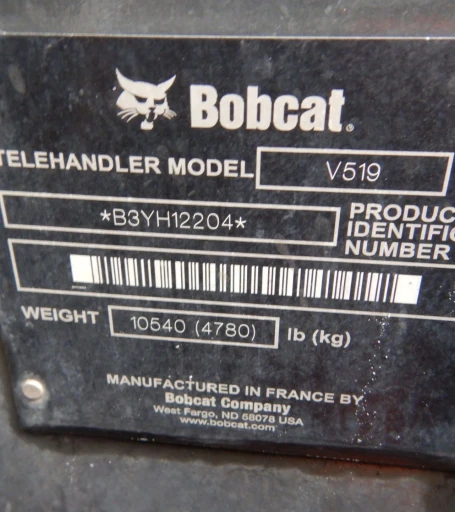 Bobcat
TELEHANDLER MODEL V519
*B3YH12204* PRODUC
IDENTIFIC
NUMBER
WEIGHT 10540 (4780) lb (kg)
MANUFACTURED IN FRANCE BY
Bobcat Company
West Fargo, ND 58078 USA
www.bobcat.com